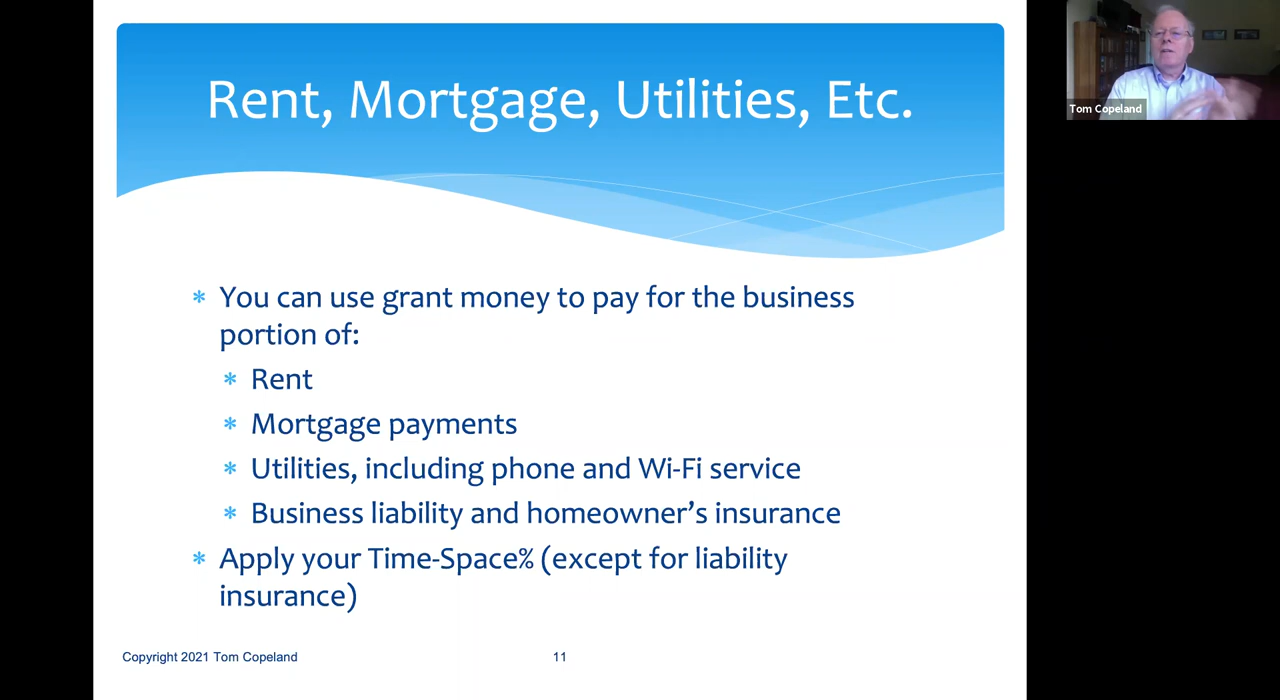 Rent, Mortgage, Utilities, Etc.
Tom Copeland
* You can use grant money to pay for the business
portion of:
* Rent
* Mortgage payments
* Utilities, including phone and Wi-Fi service
* Business liability and homeowner’s insurance
* Apply your Time-Space% (except for liability
insurance)
Copyright 2021 Tom Copeland
11